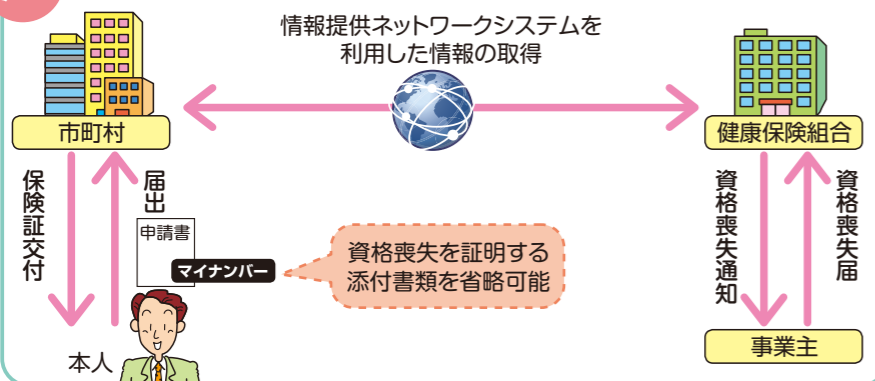 情報提供ネットワークシステムを
利用した情報の取得
市町村
健康保険組合
保険証交付
届出
申請書
マイナンバー
資格喪失を証明する
添付書類を省略可能
資格喪失通知
資格喪失届
本人
事業主